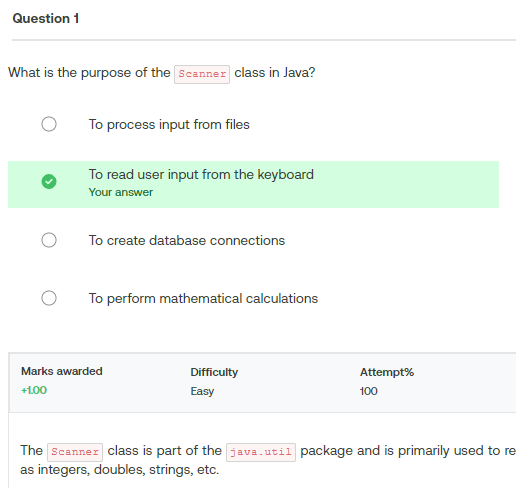 Question 1
What is the purpose of the Scanner class in Java?
To process input from files
To read user input from the keyboard
Your answer
To create database connections
To perform mathematical calculations
Marks awarded
Difficulty
Attempt%
+1.00
Easy
100
The Scanner class is part of the java.util package and is primarily used to re
as integers, doubles, strings, etc.